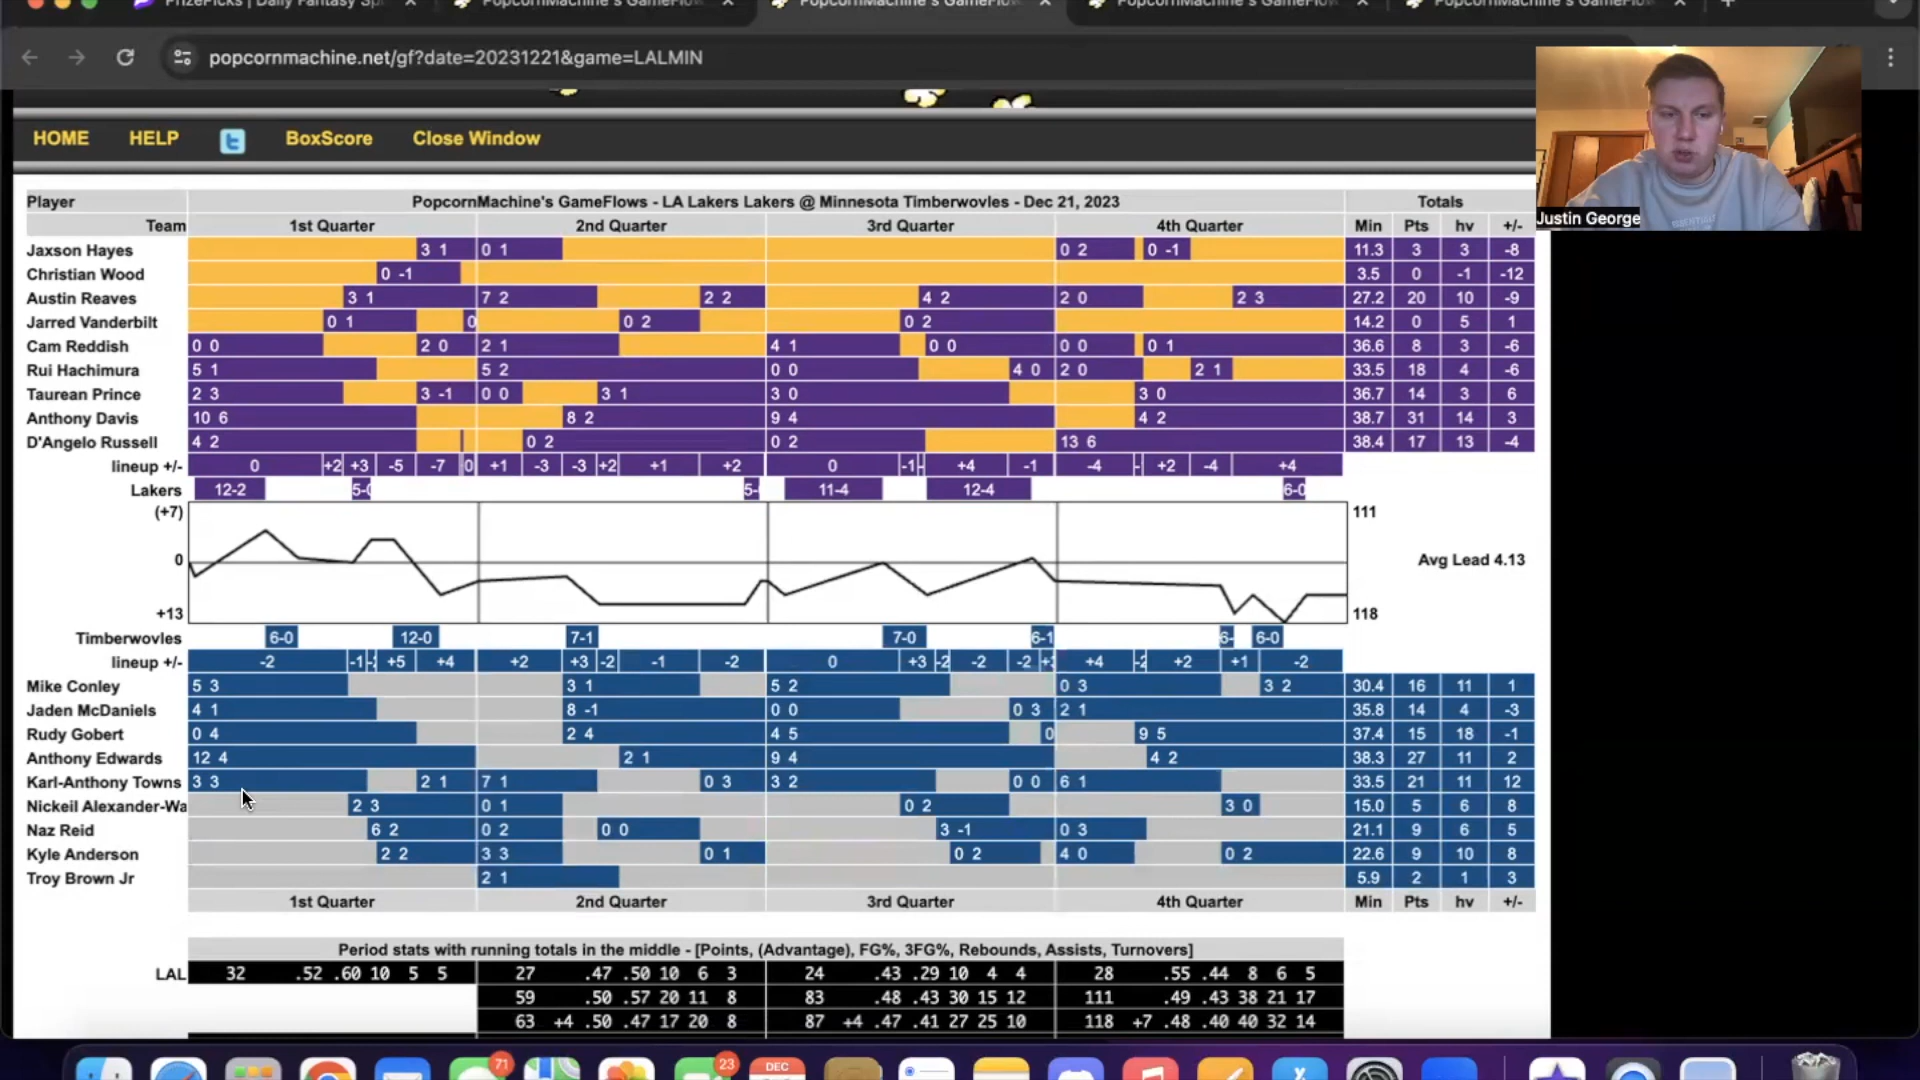 PrizePicks | Daily Fantasy Sp
PopcornMachine's GameFlow
PopcornMachine's GameFlow
PopcornMachine's GameFlow
PopcornMachine's GameFlow
popcornmachine.net/gf?date=20231221&game=LALMIN
HOME HELP BoxScore Close Window
Justin George
Player PopcornMachine's GameFlows - LA Lakers Lakers @ Minnesota Timberwovles - Dec 21, 2023 Totals
Team 1st Quarter 2nd Quarter 3rd Quarter 4th Quarter Min Pts hv +/-
Jaxson Hayes 3 1 0 1 0 2 0 -1 11.3 3 3 -8
Christian Wood 0 -1 3.5 0 -1 -12
Austin Reaves 3 1 7 2 2 2 4 2 2 0 2 3 27.2 20 10 -9
Jarred Vanderbilt 0 1 0 0 2 0 2 14.2 0 5 1
Cam Reddish 0 0 2 0 2 1 4 1 0 0 0 0 0 1 36.6 8 3 -6
Rui Hachimura 5 1 5 2 0 0 4 0 2 0 2 1 33.5 18 4 -6
Taurean Prince 2 3 3 -1 0 0 3 1 3 0 3 0 36.7 14 3 6
Anthony Davis 10 6 8 2 9 4 4 2 38.7 31 14 3
D'Angelo Russell 4 2 0 2 0 2 13 6 38.4 17 13 -4
lineup +/- 0 +2 +3 -5 -7 0 +1 -3 -3 +2 +1 +2 0 -1 - +4 -1 -4 - +2 -4 +4
Lakers 12-2 5-0 5- 11-4 12-4 6-0
(+7) 111
0 Avg Lead 4.13
+13 118
Timberwovles 6-0 12-0 7-1 7-0 6-1 6- 6-0
lineup +/- -2 -1 -2 +5 +4 +2 +3 -2 -1 -2 0 +3 -2 -2 -2 +4 -2 +2 +1 -2
Mike Conley 5 3 3 1 5 2 0 3 3 2 30.4 16 11 1
Jaden McDaniels 4 1 8 -1 0 0 0 3 2 1 35.8 14 4 -3
Rudy Gobert 0 4 2 4 4 5 0 9 5 37.4 15 18 -1
Anthony Edwards 12 4 2 1 9 4 4 2 38.3 27 11 2
Karl-Anthony Towns 3 3 2 1 7 1 0 3 3 2 0 0 6 1 33.5 21 11 12
Nickeil Alexander-Wa 2 3 0 1 0 2 3 0 15.0 5 6 8
Naz Reid 6 2 0 2 0 0 3 -1 0 3 21.1 9 6 5
Kyle Anderson 2 2 3 3 0 1 0 2 4 0 0 2 22.6 9 10 8
Troy Brown Jr 2 1 5.9 2 1 3
1st Quarter 2nd Quarter 3rd Quarter 4th Quarter Min Pts hv +/-
Period stats with running totals in the middle - [Points, (Advantage), FG%, 3FG%, Rebounds, Assists, Turnovers]
LAL 32 .52 .60 10 5 5 27 .47 .50 10 6 3 24 .43 .29 10 4 4 28 .55 .44 8 6 5
59 .50 .57 20 11 8 83 .48 .43 30 15 12 111 .49 .43 38 21 17
63 +4 .50 .47 17 20 8 87 +4 .47 .41 27 25 10 118 +7 .48 .40 40 32 14
71 23 DEC